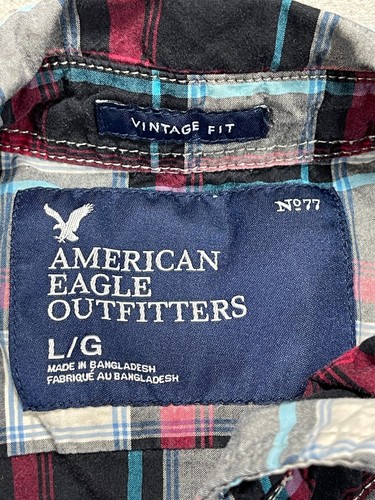 VINTAGE FIT
Nº77
AMERICAN
EAGLE
OUTFITTERS
L/G
MADE IN BANGLADESH
FABRIQUÉ AU BANGLADESH